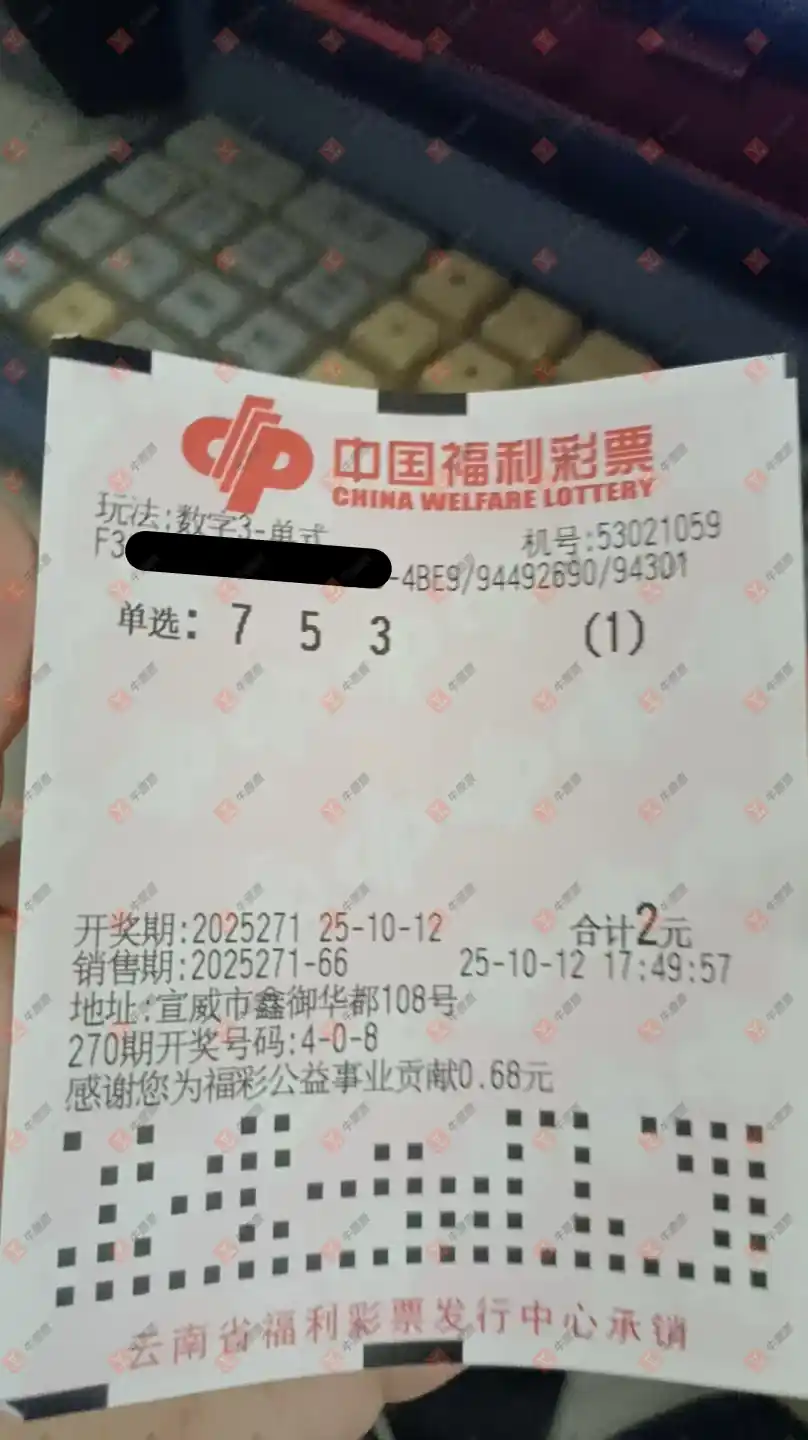 中国福利彩票
CHINA WELFARE LOTTERY
玩法:数字3-单式 机号:53021059
F3 -4BE9/94492690/94301
单选: 7 5 3 (1)
开奖期:2025271 25-10-12 合计2元
销售期:2025271-66 25-10-12 17:49:57
地址:宣威市鑫御华都108号
270期开奖号码:4-0-8
感谢您为福彩公益事业贡献0.68元
云南省福利彩票发行中心承销